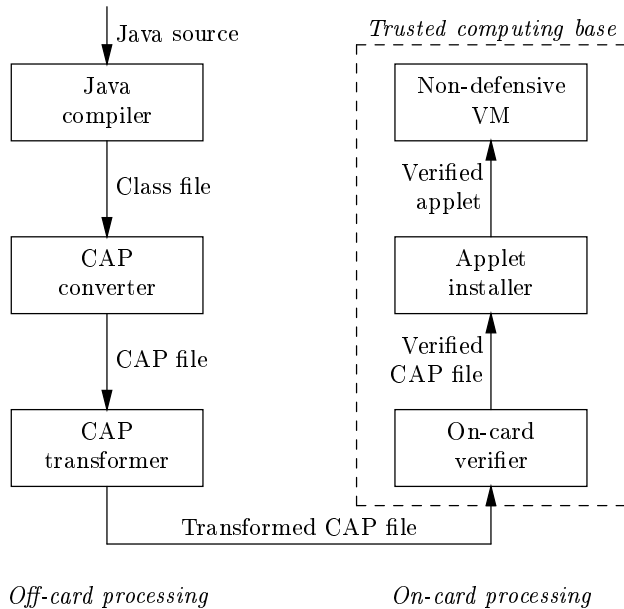 Java source
Java
compiler
Class file
CAP
converter
CAP file
CAP
transformer
Transformed CAP file
Off-card processing
Trusted computing base
Non-defensive
VM
Verified
applet
Applet
installer
Verified
CAP file
On-card
verifier
On-card processing